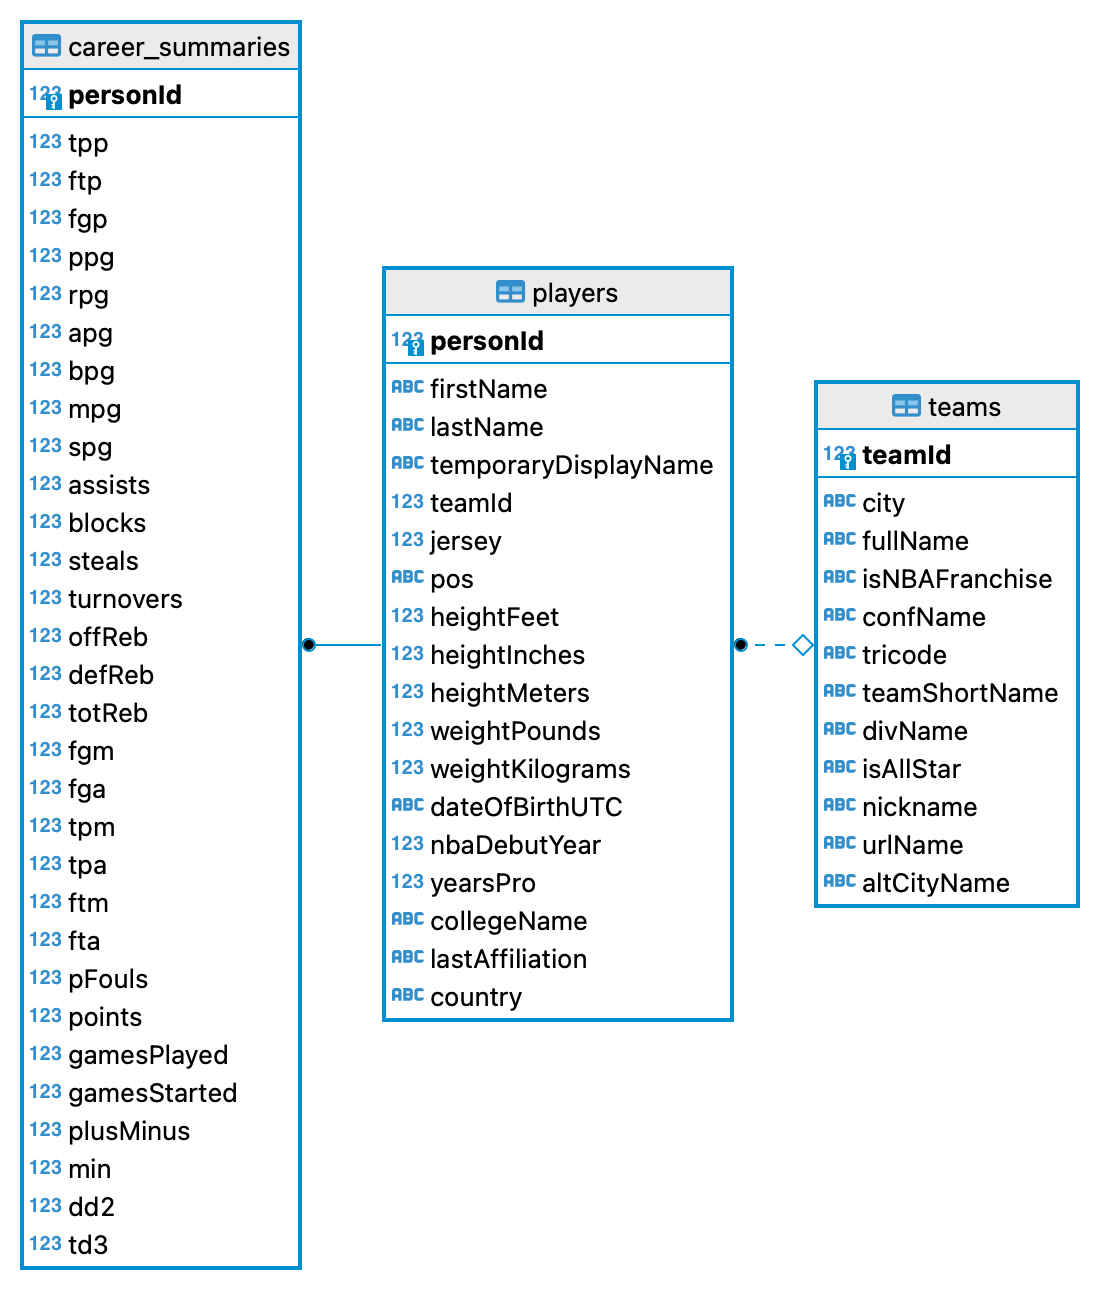 career_summaries
123 personId
123 tpp
123 ftp
123 fgp
123 ppg
123 rpg
123 apg
123 bpg
123 mpg
123 spg
123 assists
123 blocks
123 steals
123 turnovers
123 offReb
123 defReb
123 totReb
123 fgm
123 fga
123 tpm
123 tpa
123 ftm
123 fta
123 pFouls
123 points
123 gamesPlayed
123 gamesStarted
123 plusMinus
123 min
123 dd2
123 td3
players
123 personId
ABC firstName
ABC lastName
ABC temporaryDisplayName
123 teamId
123 jersey
ABC pos
123 heightFeet
123 heightInches
123 heightMeters
123 weightPounds
123 weightKilograms
ABC dateOfBirthUTC
123 nbaDebutYear
123 yearsPro
ABC collegeName
ABC lastAffiliation
ABC country
teams
123 teamId
ABC city
ABC fullName
ABC isNBAFranchise
ABC confName
ABC tricode
ABC teamShortName
ABC divName
ABC isAllStar
ABC nickname
ABC urlName
ABC altCityName